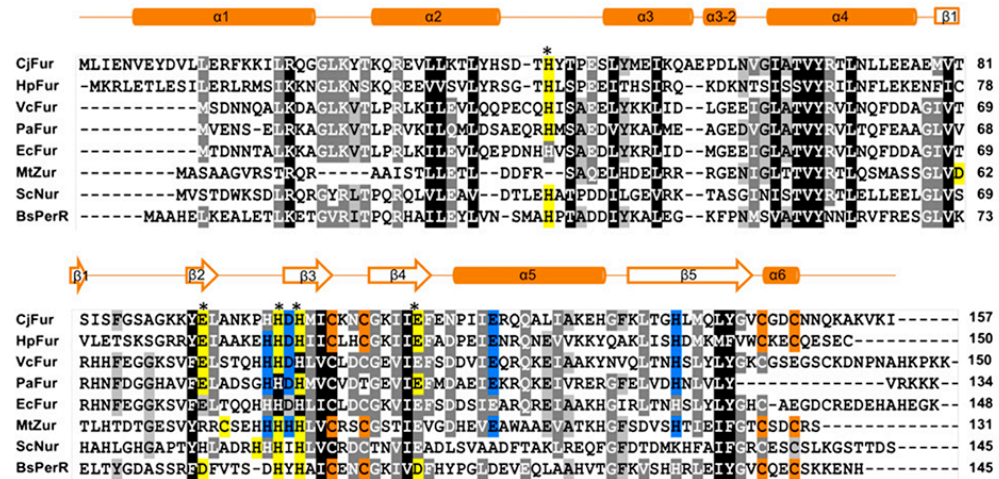 α1 α2 α3 α3-2 α4 β1
*
CjFur MLIENVEYDVLLERFKKILRQGGLKYTKQREVLLKTLYHSD-THYTPESLYMEIKQAEPDLNVGIATVYRTLNLLEEAEMVT 81
HpFur -MKRLETLESILERLRMSIKKNGLKNSKQREEVVSVLYRSG-THLSPEEITHSIRQ--KDKNTSISSVYRILNFLEKENFIC 78
VcFur -----------MSDNNQALKDAGLKVTLPRLKILEVLQQPECQHISAEELYKKLID--LGEEIGLATVYRVLNQFDDAGIVT 69
PaFur -----------MVENS-ELRKAGLKVTLPRVKILQMLDSAEQRHMSAEDVYKALME--AGEDVGLATVYRVLTQFEAAGLVV 68
EcFur -----------MTDNNTALKKAGLKVTLPRLKILEVLQEPDNHHVSAEDLYKRLID--MGEEIGLATVYRVLNQFDDAGIVT 69
MtZur ---------MASAAGVRSTRQR-----AAISTLLETL--DDFR--SAQELHDELRR--RGENIGLTTVYRTLQSMASSGLVD 62
ScNur ---------MVSTDWKSDLRQRGYRLTPQRQLVLEAV--DTLEHATPDDILGEVRK--TASGINISTVYRTLELLEELGLVS 69
BsPerR ------MAAHELKEALETLKETGVRITPQRHAILEYLVN-SMAHPTADDIYKALEG--KFPNMSVATVYNNLRVFRESGLVK 73
β1 β2 β3 β4 α5 β5 α6
* * * *
CjFur SISFGSAGKKYELANKPHHDHMICKNCGKIIEFENPIIERQQALIAKEHGFKLTGHLMQLYGVCGDCNNQKAKVKI------ 157
HpFur VLETSKSGRRYEIAAKEHHDHIICLHCGKIIEFADPEIENRQNEVVKKYQAKLISHDMKMFVWCKECQESEC---------- 150
VcFur RHHFEGGKSVFELSTQHHHDHLVCLDCGEVIEFSDDVIEQRQKEIAAKYNVQLTNHSLYLYGKCGSEGSCKDNPNAHKPKK- 150
PaFur RHNFDGGHAVFELADSGHHDHMVCVDTGEVIEFMDAEIEKRQKEIVRERGFELVDHNLVLY-------------VRKKK--- 134
EcFur RHNFEGGKSVFELTQQHHHDHLICLDCGKVIEFSDDSIEARQREIAAKHGIRLTNHSLYLYGHC-AEGDCREDEHAHEGK-- 148
MtZur TLHTDTGESVYRRCSEHHHHHLVCRSCGSTIEVGDHEVEAWAAEVATKHGFSDVSHTIEIFGTCSDCRS------------- 131
ScNur HAHLGHGAPTYHLADRHHHIHLVCRDCTNVIEADLSVAADFTAKLREQFGFDTDMKHFAIFGRCESCSLKGSSTDS------ 145
BsPerR ELTYGDASSRFDFVTS-DHYHAICENCGKIVDFHYPGLDEVEQLAAHVTGFKVSHHRLEIYGVCQECSKKENH--------- 145